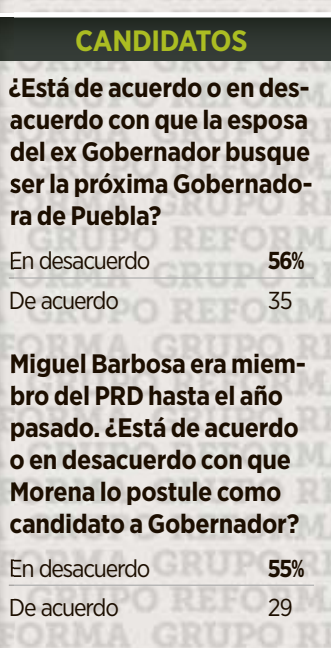 CANDIDATOS
¿Está de acuerdo o en des-
acuerdo con que la esposa
del ex Gobernador busque
ser la próxima Gobernado-
ra de Puebla?
En desacuerdo 56%
De acuerdo 35
Miguel Barbosa era miem-
bro del PRD hasta el año
pasado. ¿Está de acuerdo
o en desacuerdo con que
Morena lo postule como
candidato a Gobernador?
En desacuerdo 55%
De acuerdo 29